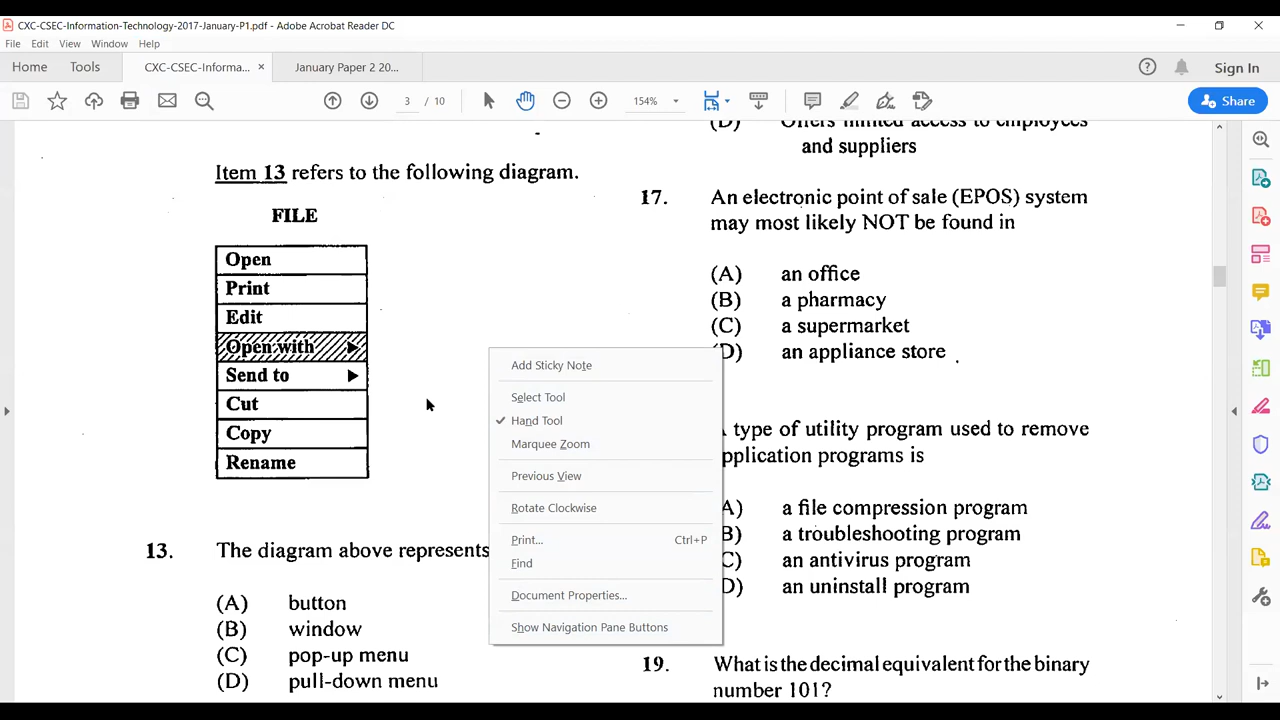 CXC-CSEC-Information-Technology-2017-January-P1.pdf - Adobe Acrobat Reader DC
File Edit View Window Help
Home Tools CXC-CSEC-Informa... × January Paper 2 20... Sign In
3 / 10 154% Share
Item 13 refers to the following diagram.
FILE
Open
Print
Edit
Open with
Send to
Cut
Copy
Rename
13. The diagram above represents
(A) button
(B) window
(C) pop-up menu
(D) pull-down menu
Add Sticky Note
Select Tool
Hand Tool
Marquee Zoom
Previous View
Rotate Clockwise
Print... Ctrl+P
Find
Document Properties...
Show Navigation Pane Buttons
(D) Offers limited access to employees
and suppliers
17. An electronic point of sale (EPOS) system
may most likely NOT be found in
(A) an office
(B) a pharmacy
(C) a supermarket
(D) an appliance store
type of utility program used to remove
programs is
A) a file compression program
B) a troubleshooting program
C) an antivirus program
D) an uninstall program
19. What is the decimal equivalent for the binary
number 101?